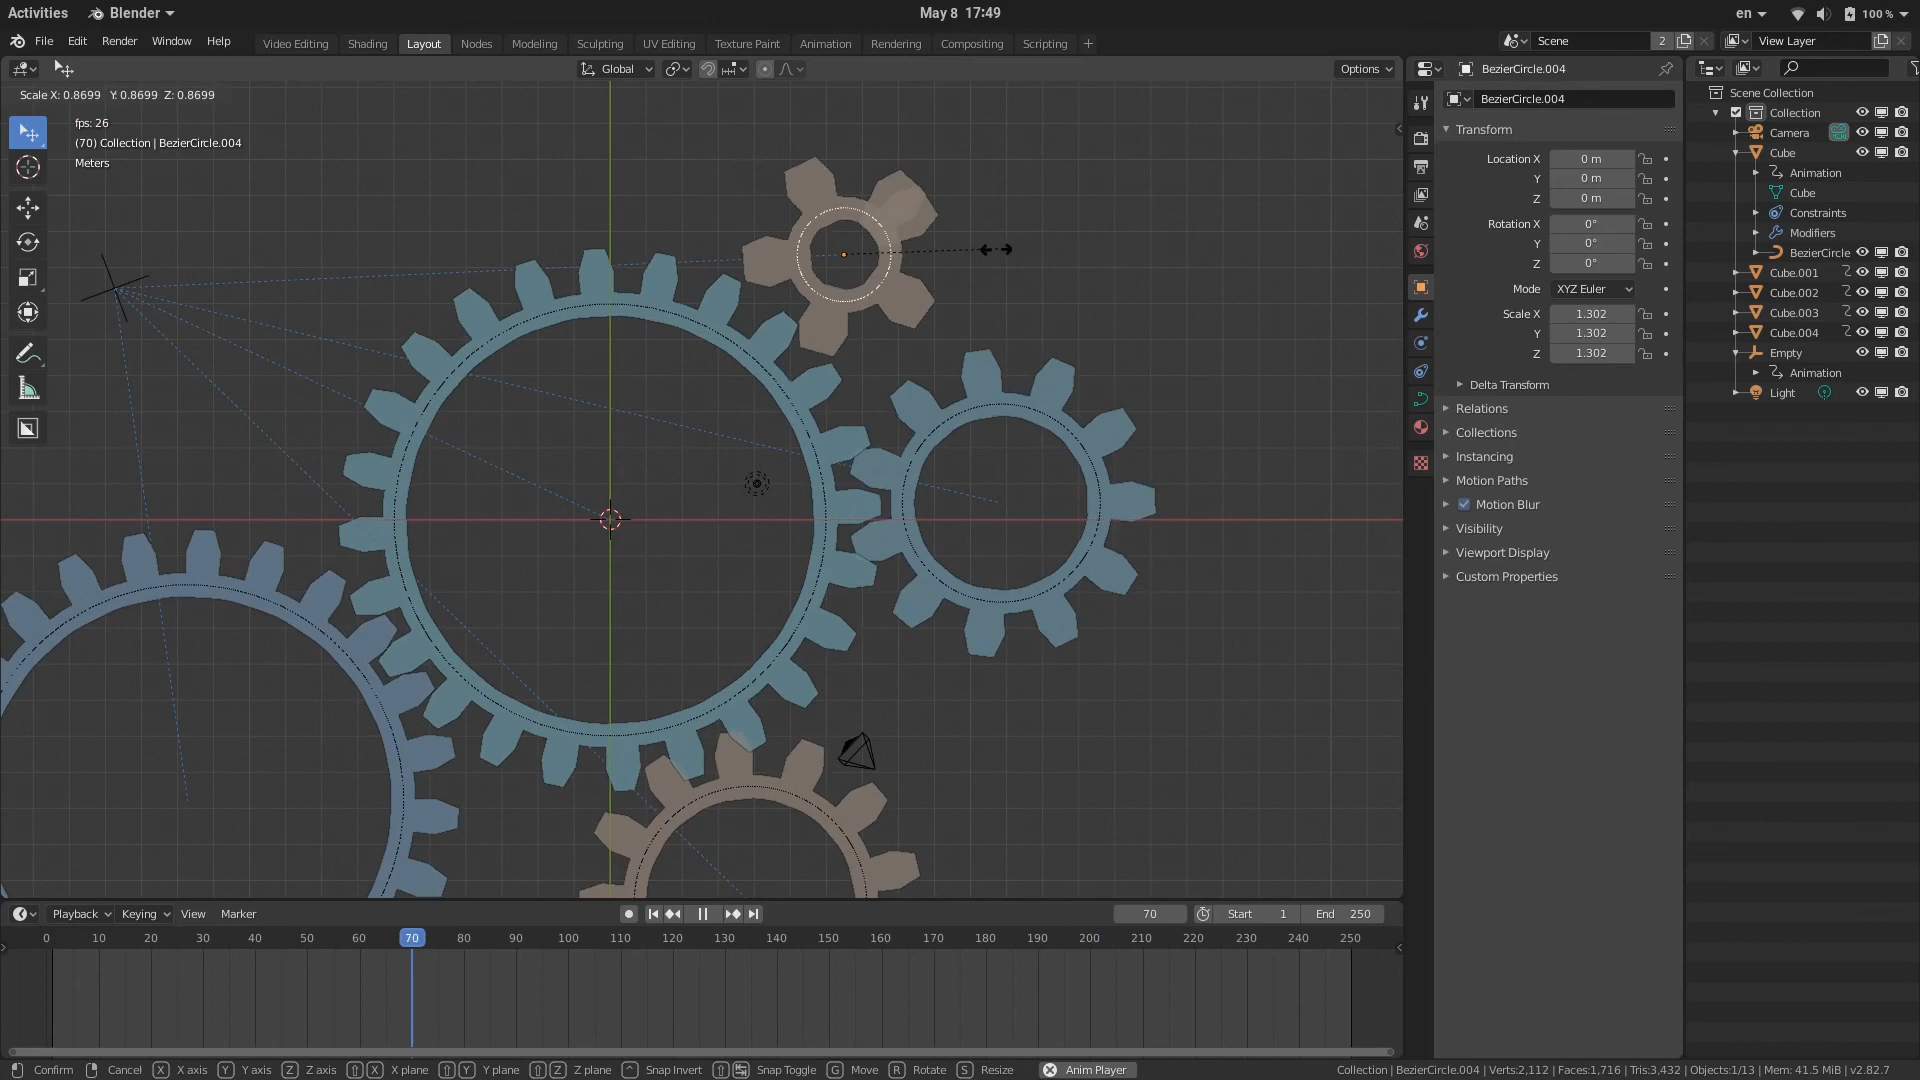 Activities
Blender
May 8 17:49
en
100 %
File Edit Render Window Help
Video Editing Shading Layout Nodes Modeling Sculpting UV Editing Texture Paint Animation Rendering Compositing Scripting +
Scene 2
View Layer
Global
Options
Scale X: 0.8699 Y: 0.8699 Z: 0.8699
fps: 26
(70) Collection | BezierCircle.004
Meters
BezierCircle.004
BezierCircle.004
Transform
Location X 0 m
Y 0 m
Z 0 m
Rotation X 0°
Y 0°
Z 0°
Mode XYZ Euler
Scale X 1.302
Y 1.302
Z 1.302
Delta Transform
Relations
Collections
Instancing
Motion Paths
Motion Blur
Visibility
Viewport Display
Custom Properties
Scene Collection
Collection
Camera
Cube
Animation
Cube
Constraints
Modifiers
BezierCircle
Cube.001
Cube.002
Cube.003
Cube.004
Empty
Animation
Light
Playback Keying View Marker
70
Start 1
End 250
0 10 20 30 40 50 60 70 80 90 100 110 120 130 140 150 160 170 180 190 200 210 220 230 240 250
Confirm Cancel X X axis Y Y axis Z Z axis X X plane Y Y plane Z Z plane ^ Snap Invert Snap Toggle G Move R Rotate S Resize Anim Player
Collection | BezierCircle.004 | Verts:2,112 | Faces:1,716 | Tris:3,432 | Objects:1/13 | Mem: 41.5 MiB | v2.82.7